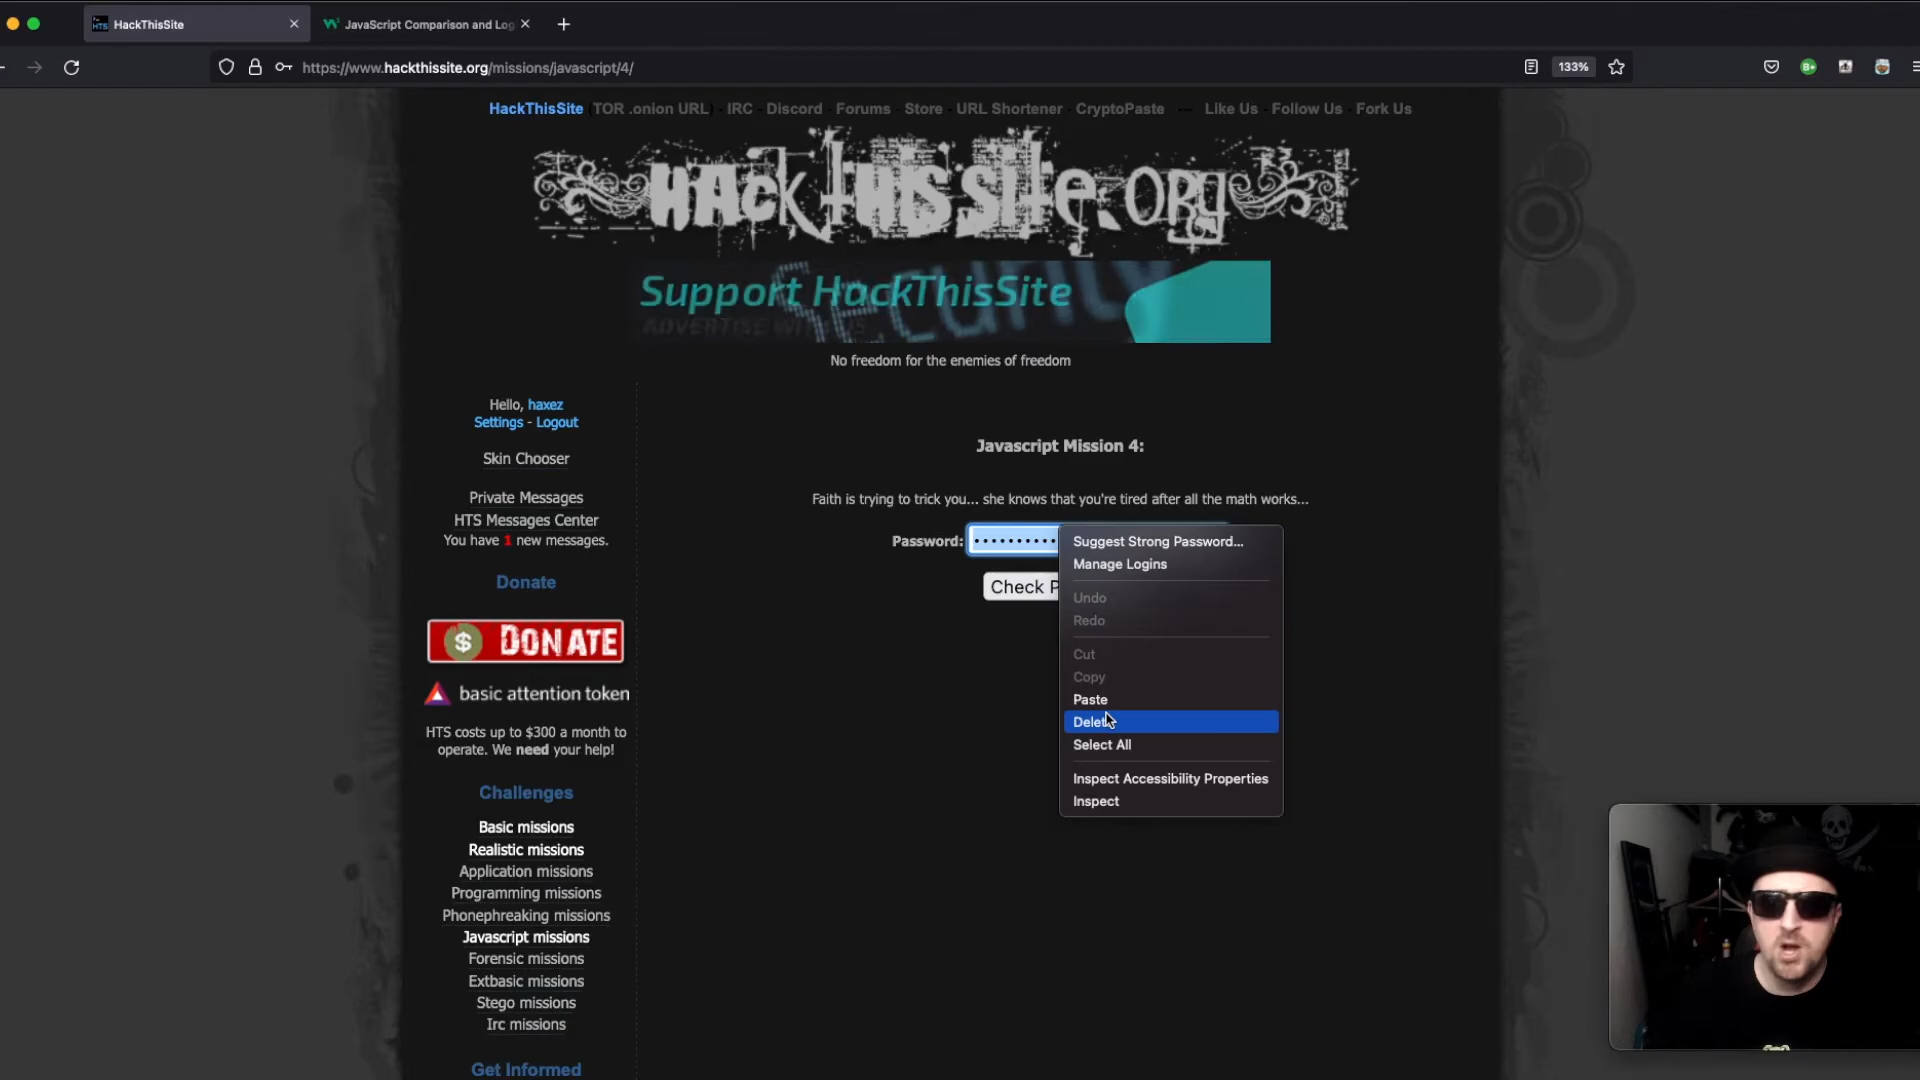 HackThisSite
JavaScript Comparison and Log
https://www.hackthissite.org/missions/javascript/4/
133%
HackThisSite (TOR .onion URL) - IRC - Discord - Forums - Store - URL Shortener - CryptoPaste — Like Us - Follow Us - Fork Us
HackThisSite.ORG
Support HackThisSite
ADVERTISE WITH US
No freedom for the enemies of freedom
Hello, haxez
Settings - Logout
Skin Chooser
Private Messages
HTS Messages Center
You have 1 new messages.
Donate
$ DONATE
basic attention token
HTS costs up to $300 a month to
operate. We need your help!
Challenges
Basic missions
Realistic missions
Application missions
Programming missions
Phonephreaking missions
Javascript missions
Forensic missions
Extbasic missions
Stego missions
Irc missions
Get Informed
Javascript Mission 4:
Faith is trying to trick you... she knows that you're tired after all the math works...
Password:
Check P
Suggest Strong Password...
Manage Logins
Undo
Redo
Cut
Copy
Paste
Delet
Select All
Inspect Accessibility Properties
Inspect